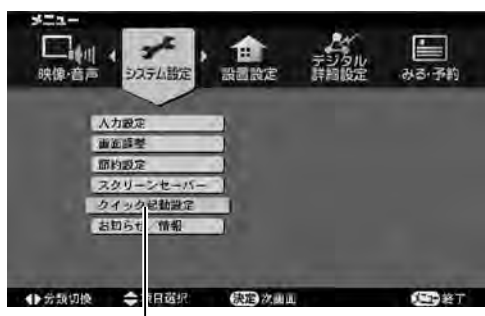 メニュー
映像・音声 システム設定 設置設定 デジタル詳細設定 みる・予約
入力設定
画面調整
節約設定
スクリーンセーバー
クイック起動設定
お知らせ／情報
分類切換 項目選択 決定 次画面 メニュー 終了